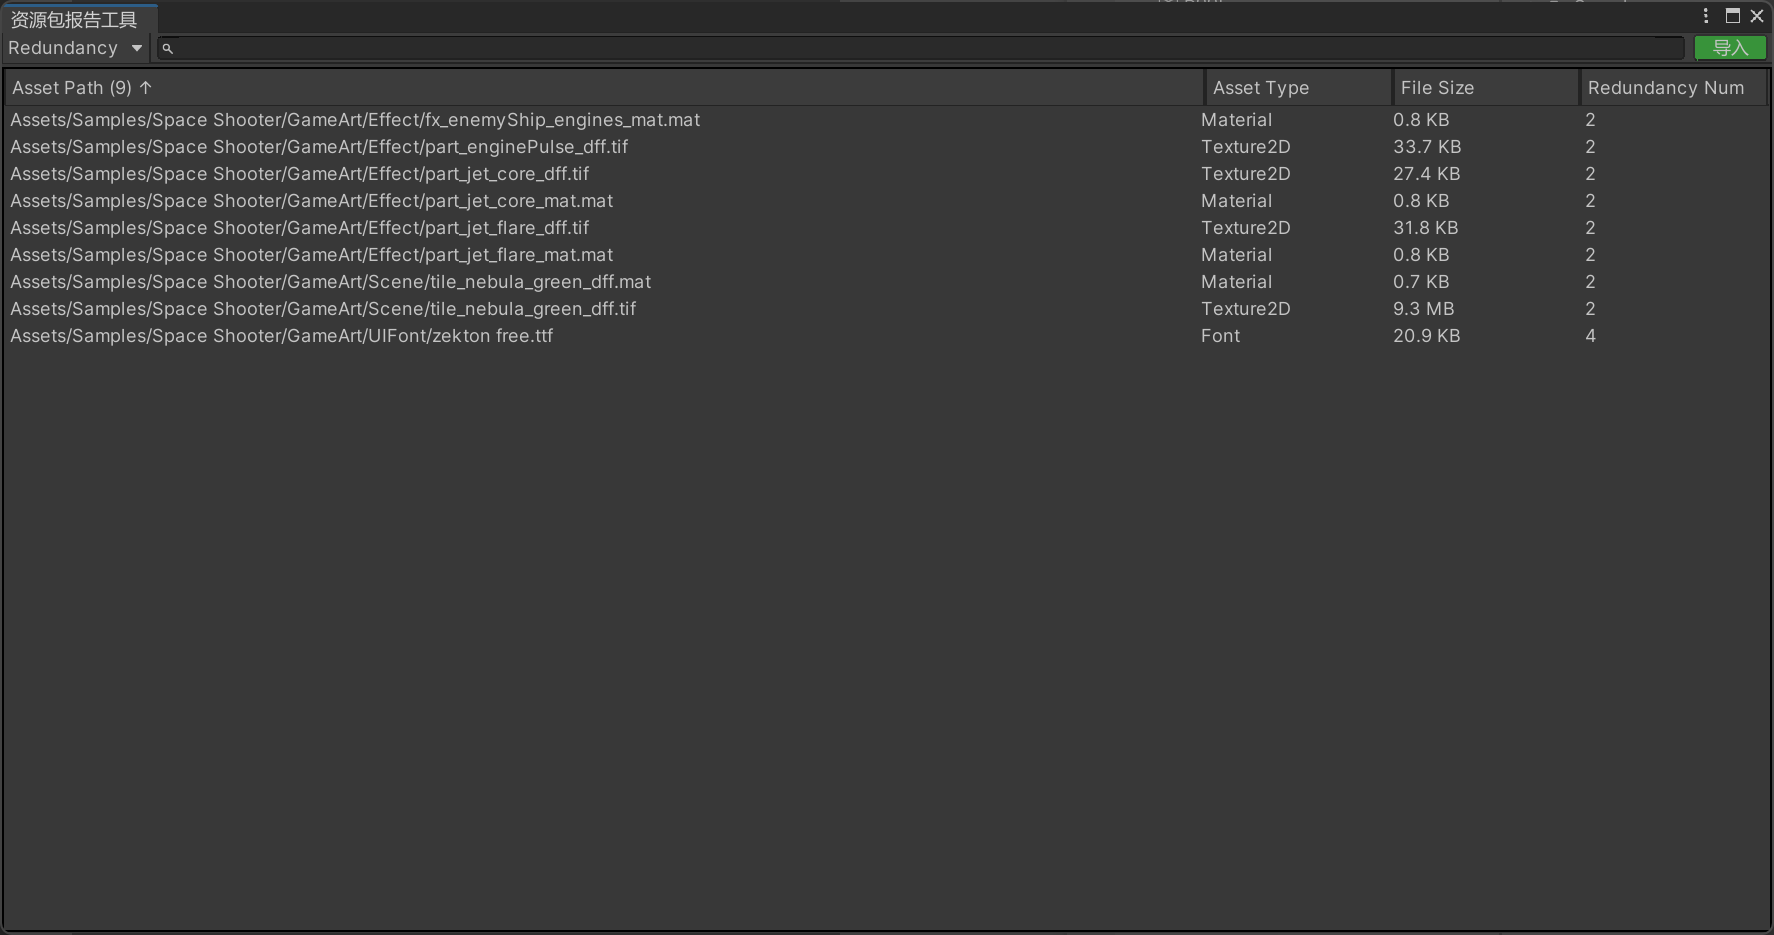 资源包报告工具
Redundancy 导入
Asset Path (9) ↑ Asset Type File Size Redundancy Num
Assets/Samples/Space Shooter/GameArt/Effect/fx_enemyShip_engines_mat.mat Material 0.8 KB 2
Assets/Samples/Space Shooter/GameArt/Effect/part_enginePulse_dff.tif Texture2D 33.7 KB 2
Assets/Samples/Space Shooter/GameArt/Effect/part_jet_core_dff.tif Texture2D 27.4 KB 2
Assets/Samples/Space Shooter/GameArt/Effect/part_jet_core_mat.mat Material 0.8 KB 2
Assets/Samples/Space Shooter/GameArt/Effect/part_jet_flare_dff.tif Texture2D 31.8 KB 2
Assets/Samples/Space Shooter/GameArt/Effect/part_jet_flare_mat.mat Material 0.8 KB 2
Assets/Samples/Space Shooter/GameArt/Scene/tile_nebula_green_dff.mat Material 0.7 KB 2
Assets/Samples/Space Shooter/GameArt/Scene/tile_nebula_green_dff.tif Texture2D 9.3 MB 2
Assets/Samples/Space Shooter/GameArt/UIFont/zekton free.ttf Font 20.9 KB 4